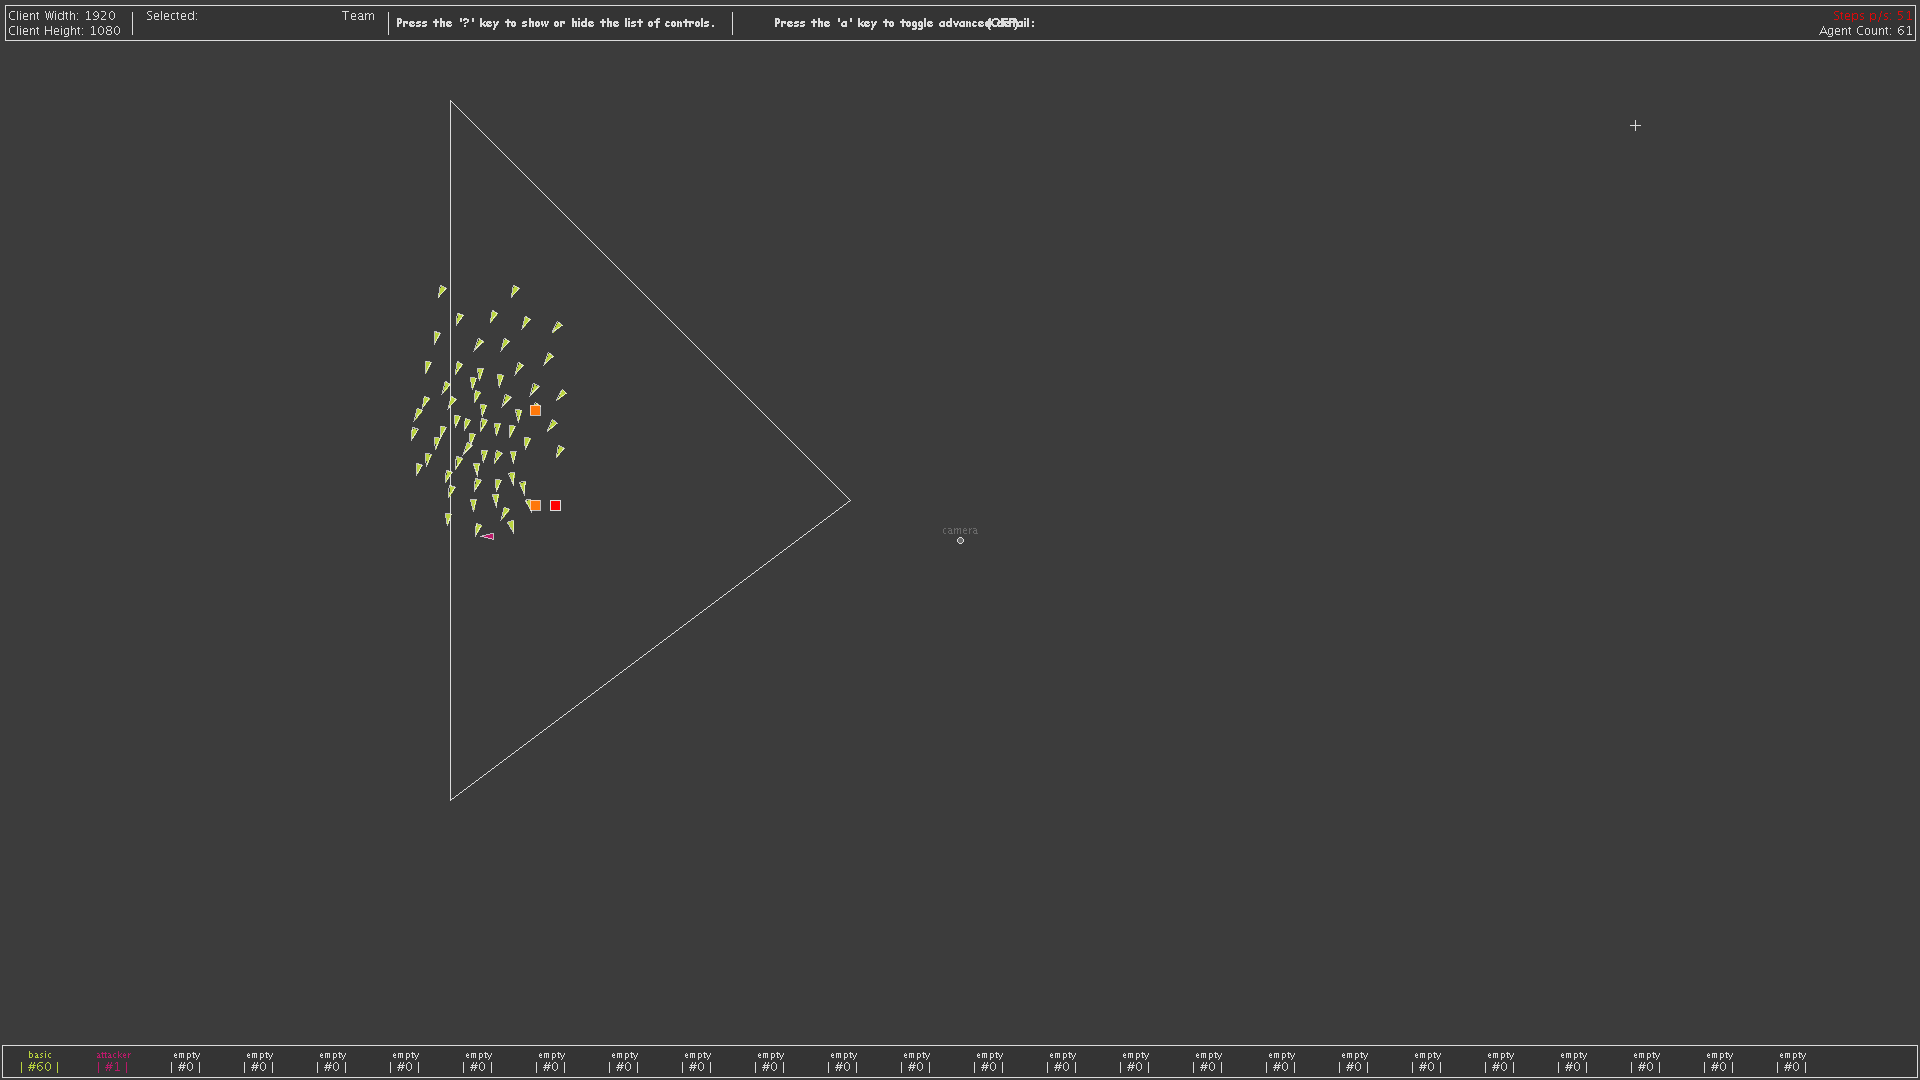 Client Width: 1920
Client Height: 1080
Selected:
Team
Press the '?' key to show or hide the list of controls.
Press the 'a' key to toggle advanced detail:
(OFF)
Steps p/s: 51
Agent Count: 61
camera
basic attacker empty empty empty empty empty empty empty empty empty empty empty empty empty empty empty empty empty empty empty empty empty empty empty
| #60 | | #1 | | #0 | | #0 | | #0 | | #0 | | #0 | | #0 | | #0 | | #0 | | #0 | | #0 | | #0 | | #0 | | #0 | | #0 | | #0 | | #0 | | #0 | | #0 | | #0 | | #0 | | #0 | | #0 | | #0 |